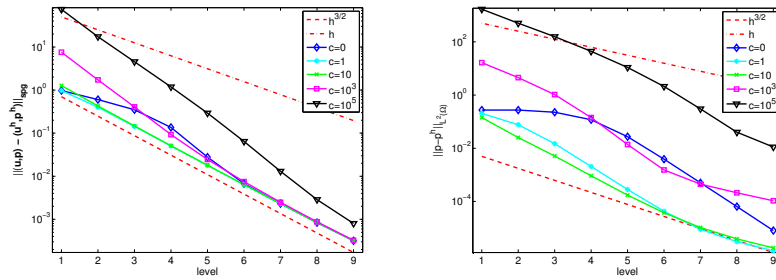 |||(u,p) − (u^h,p^h)|||_spg
10^1
10^0
10^-1
10^-2
10^-3
1 2 3 4 5 6 7 8 9
level
h^3/2
h
c=0
c=1
c=10
c=10^3
c=10^5
||p−p^h||_L^2(Ω)
10^2
10^0
10^-2
10^-4
1 2 3 4 5 6 7 8 9
level
h^3/2
h
c=0
c=1
c=10
c=10^3
c=10^5